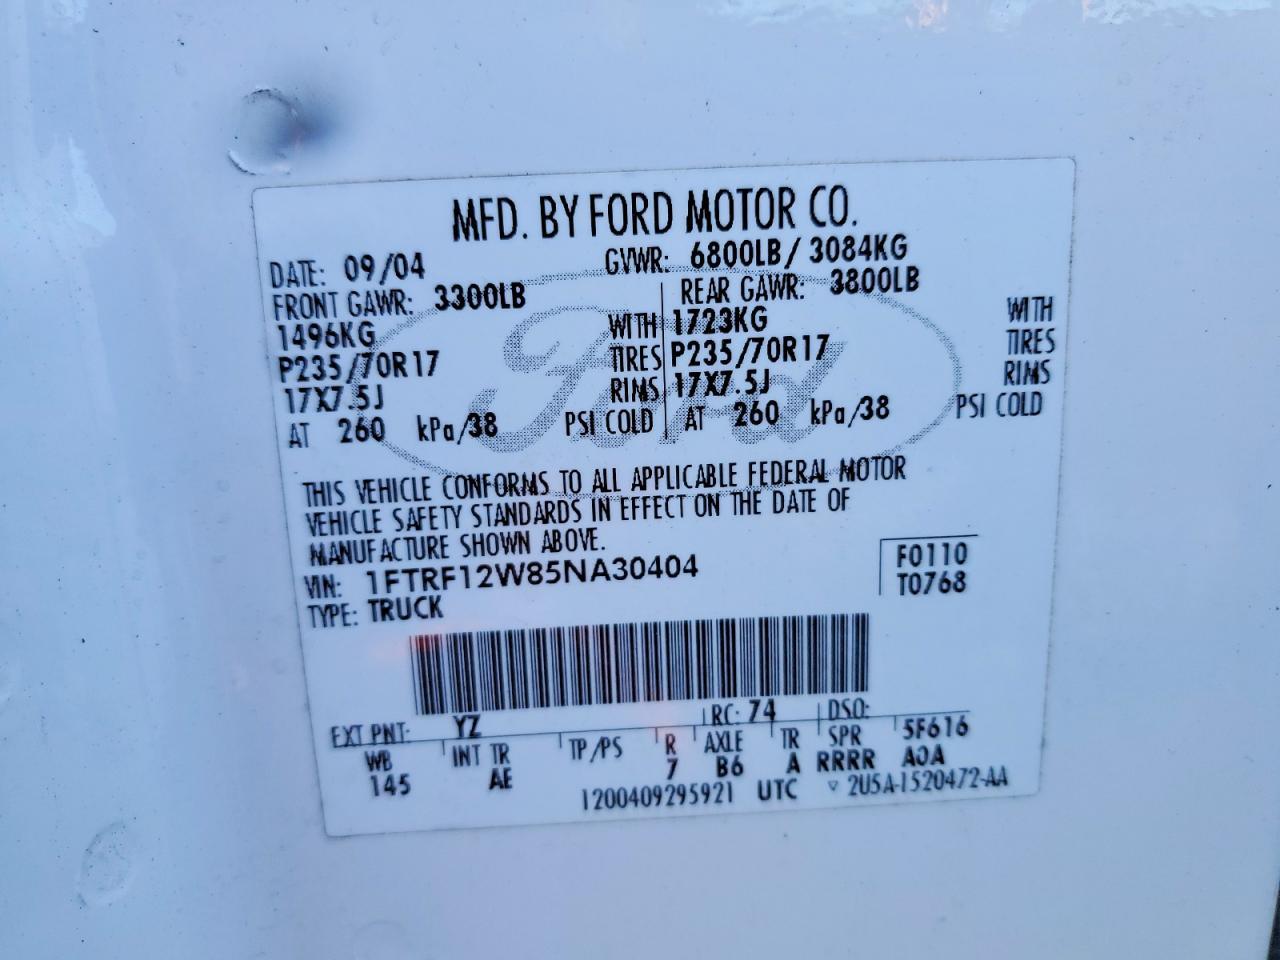 MFD. BY FORD MOTOR CO.
DATE: 09/04 GVWR: 6800LB/ 3084KG
FRONT GAWR: 3300LB REAR GAWR: 3800LB
1496KG WITH 1723KG WITH
P235/70R17 TIRES P235/70R17 TIRES
17X7.5J RIMS 17X7.5J RIMS
AT 260 kPa/38 PSI COLD AT 260 kPa/38 PSI COLD
Ford
THIS VEHICLE CONFORMS TO ALL APPLICABLE FEDERAL MOTOR
VEHICLE SAFETY STANDARDS IN EFFECT ON THE DATE OF
MANUFACTURE SHOWN ABOVE.
VIN: 1FTRF12W85NA30404 F0110
TYPE: TRUCK T0768
EXT PNT: YZ RC: 74 DSO:
WB INT TR TP/PS R AXLE TR SPR 5F616
145 AE 7 B6 A RRRR A0A
1200409295921 UTC ▽ 2U5A-1520472-AA